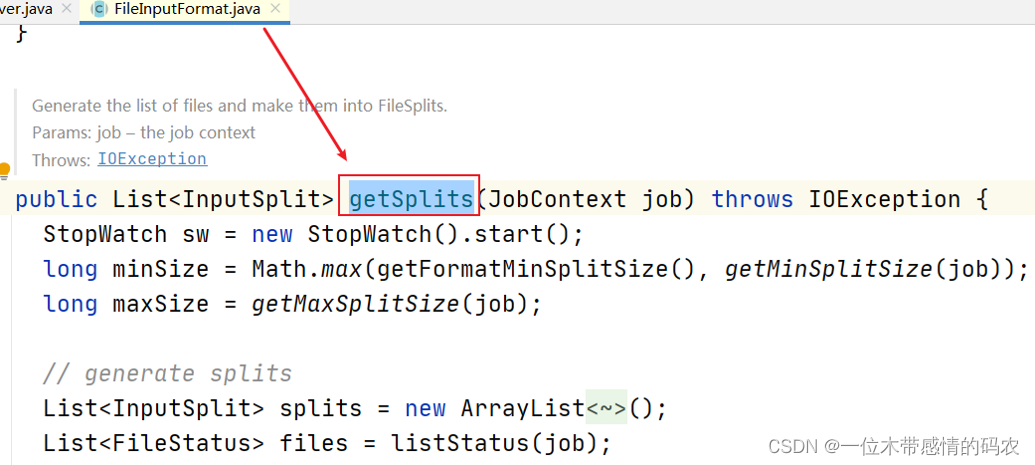 ver.java × FileInputFormat.java ×
}
Generate the list of files and make them into FileSplits.
Params: job – the job context
Throws: IOException
public List<InputSplit> getSplits(JobContext job) throws IOException {
StopWatch sw = new StopWatch().start();
long minSize = Math.max(getFormatMinSplitSize(), getMinSplitSize(job));
long maxSize = getMaxSplitSize(job);
// generate splits
List<InputSplit> splits = new ArrayList<~>();
List<FileStatus> files = listStatus(job);
CSDN @一位木带感情的码农